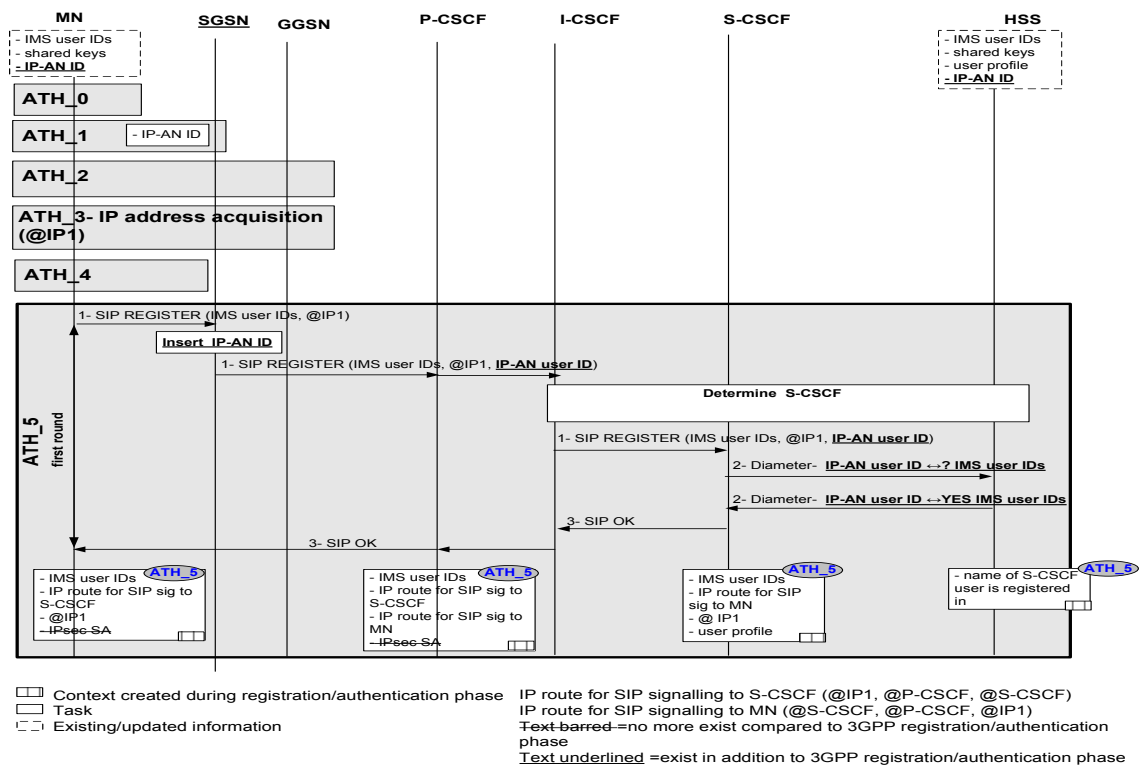 MN
SGSN
GGSN
P-CSCF
I-CSCF
S-CSCF
HSS
- IMS user IDs
- shared keys
- IP-AN ID
- IMS user IDs
- shared keys
- user profile
- IP-AN ID
ATH_0
ATH_1
- IP-AN ID
ATH_2
ATH_3- IP address acquisition
(@IP1)
ATH_4
1- SIP REGISTER (IMS user IDs, @IP1)
Insert IP-AN ID
1- SIP REGISTER (IMS user IDs, @IP1, IP-AN user ID)
Determine S-CSCF
ATH_5
first round
1- SIP REGISTER (IMS user IDs, @IP1, IP-AN user ID)
2- Diameter- IP-AN user ID ↔? IMS user IDs
2- Diameter- IP-AN user ID ↔YES IMS user IDs
3- SIP OK
3- SIP OK
ATH_5
- IMS user IDs
- IP route for SIP sig to
S-CSCF
- @IP1
- IPsec SA
ATH_5
- IMS user IDs
- IP route for SIP sig to
S-CSCF
- IP route for SIP sig to
MN
- IPsec SA
ATH_5
- IMS user IDs
- IP route for SIP
sig to MN
- @ IP1
- user profile
ATH_5
- name of S-CSCF
user is registered
in
Context created during registration/authentication phase
Task
Existing/updated information
IP route for SIP signalling to S-CSCF (@IP1, @P-CSCF, @S-CSCF)
IP route for SIP signalling to MN (@S-CSCF, @P-CSCF, @IP1)
Text barred =no more exist compared to 3GPP registration/authentication
phase
Text underlined =exist in addition to 3GPP registration/authentication phase